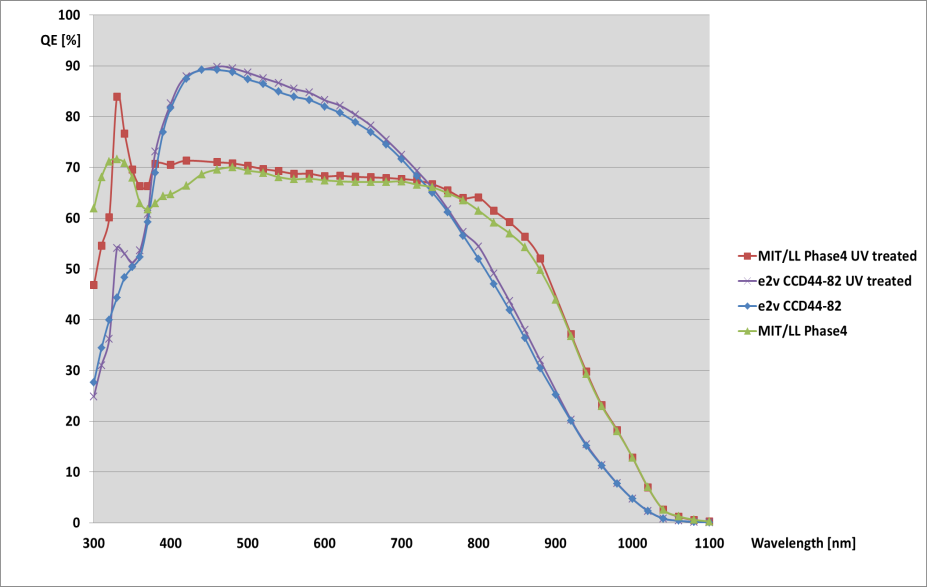 100
QE [%]
90
80
70
60
50
40
30
20
10
0
300 400 500 600 700 800 900 1000 1100 Wavelength [nm]
MIT/LL Phase4 UV treated
e2v CCD44-82 UV treated
e2v CCD44-82
MIT/LL Phase4